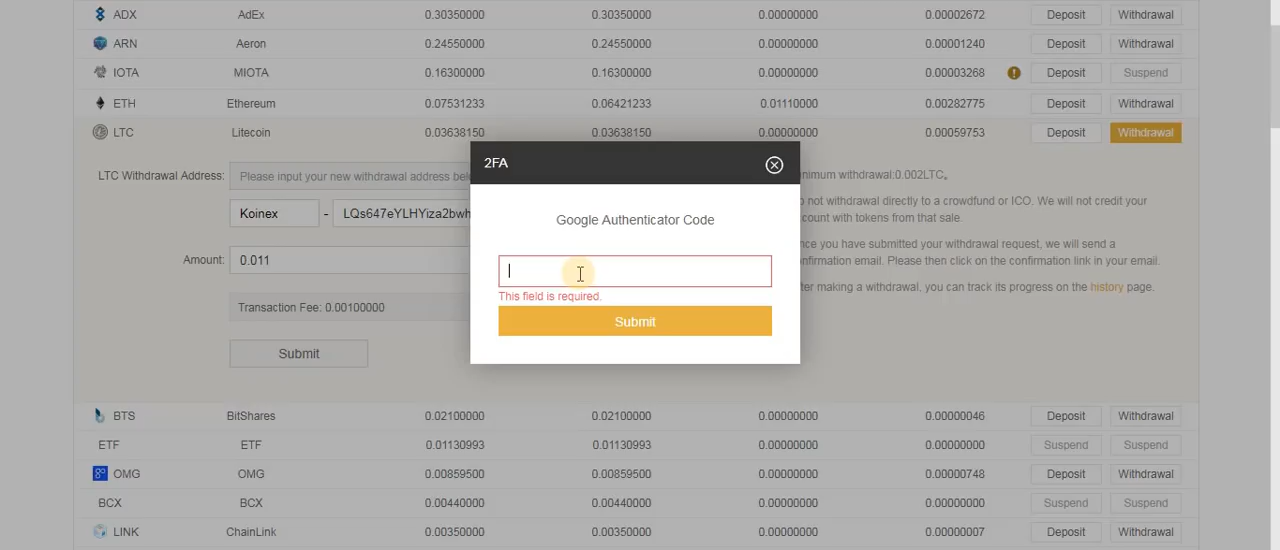 ADX AdEx 0.30350000 0.30350000 0.00000000 0.00002672 Deposit Withdrawal
ARN Aeron 0.24550000 0.24550000 0.00000000 0.00001240 Deposit Withdrawal
IOTA MIOTA 0.16300000 0.16300000 0.00000000 0.00003268 Deposit Suspend
ETH Ethereum 0.07531233 0.06421233 0.01110000 0.00282775 Deposit Withdrawal
LTC Litecoin 0.03638150 0.03638150 0.00000000 0.00059753 Deposit Withdrawal
2FA
Google Authenticator Code
This field is required.
Submit
LTC Withdrawal Address: Please input your new withdrawal address
Koinex - LQs647eYLHYiza2bwh
Amount: 0.011
Transaction Fee: 0.00100000
Submit
withdrawal:0.002LTC。
not withdrawal directly to a crowdfund or ICO. We will not credit your
with tokens from that sale.
you have submitted your withdrawal request, we will send a
email. Please then click on the confirmation link in your email.
making a withdrawal, you can track its progress on the history page.
BTS BitShares 0.02100000 0.02100000 0.00000000 0.00000046 Deposit Withdrawal
ETF ETF 0.01130993 0.01130993 0.00000000 0.00000000 Suspend Suspend
OMG OMG 0.00859500 0.00859500 0.00000000 0.00000748 Deposit Withdrawal
BCX BCX 0.00440000 0.00440000 0.00000000 0.00000000 Suspend Suspend
LINK ChainLink 0.00350000 0.00350000 0.00000000 0.00000007 Deposit Withdrawal